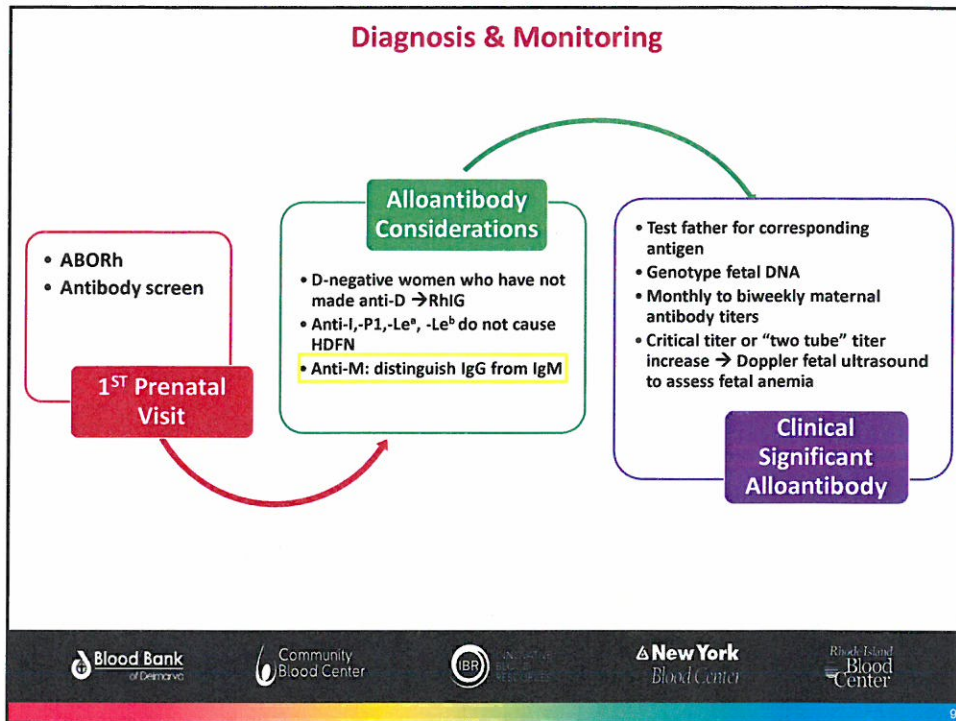 Diagnosis & Monitoring
• ABORh
• Antibody screen
1ST Prenatal
Visit
Alloantibody
Considerations
• D-negative women who have not
made anti-D → RhIG
• Anti-I,-P1,-Leª, -Leᵇ do not cause
HDFN
• Anti-M: distinguish IgG from IgM
• Test father for corresponding
antigen
• Genotype fetal DNA
• Monthly to biweekly maternal
antibody titers
• Critical titer or “two tube” titer
increase → Doppler fetal ultrasound
to assess fetal anemia
Clinical
Significant
Alloantibody
Blood Bank
of Delmarva
Community
Blood Center
IBR
New York
Blood Center
Rhode Island
Blood
Center
9